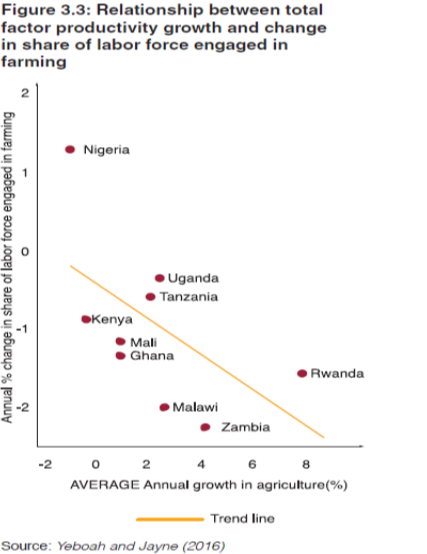 Figure 3.3: Relationship between total
factor productivity growth and change
in share of labor force engaged in
farming
Annual % change in share of labor force engaged in farming
2
1
0
-1
-2
Nigeria
Uganda
Tanzania
Kenya
Mali
Ghana
Rwanda
Malawi
Zambia
-2 0 2 4 6 8
AVERAGE Annual growth in agriculture(%)
Trend line
Source: Yeboah and Jayne (2016)